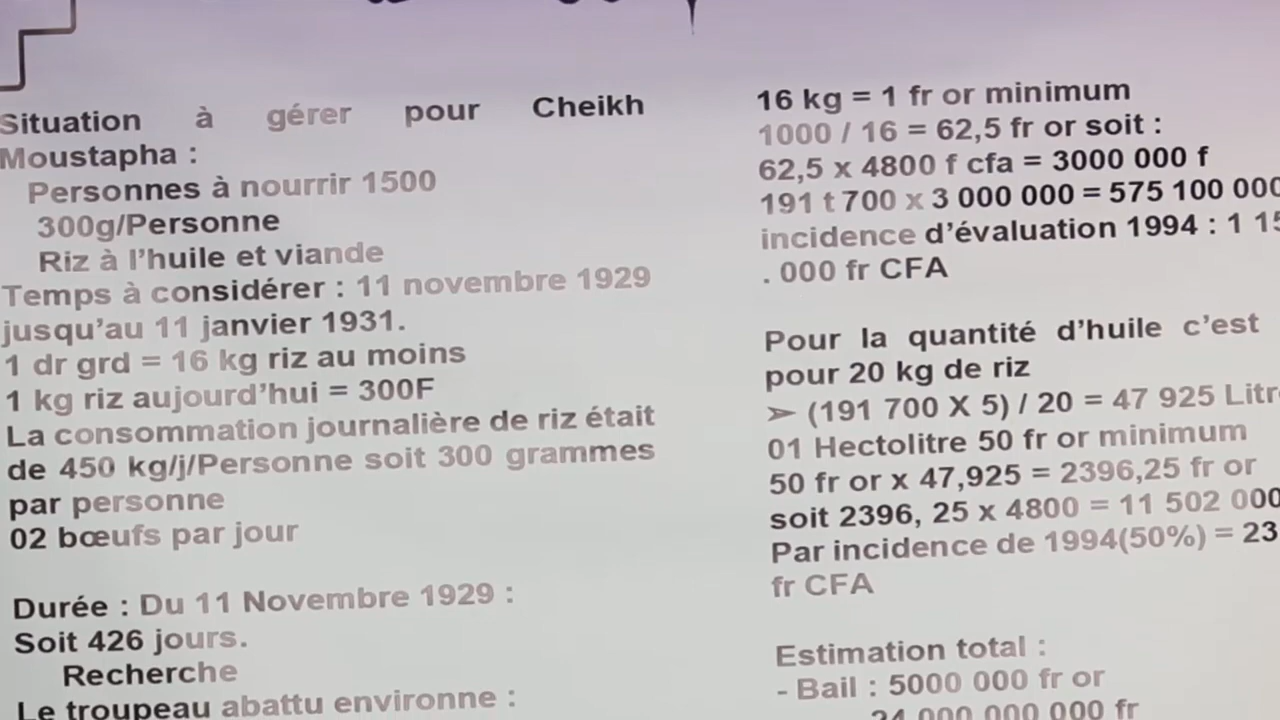 Situation à gérer pour Cheikh
Moustapha :
Personnes à nourrir 1500
300g/Personne
Riz à l'huile et viande
Temps à considérer : 11 novembre 1929
jusqu'au 11 janvier 1931.
1 dr grd = 16 kg riz au moins
1 kg riz aujourd'hui = 300F
La consommation journalière de riz était
de 450 kg/j/Personne soit 300 grammes
par personne
02 bœufs par jour
Durée : Du 11 Novembre 1929 :
Soit 426 jours.
Recherche
Le troupeau abattu environne :
16 kg = 1 fr or minimum
1000 / 16 = 62,5 fr or soit :
62,5 x 4800 f cfa = 3000 000 f
191 t 700 x 3 000 000 = 575 100 000
incidence d'évaluation 1994 : 1 15
. 000 fr CFA
Pour la quantité d'huile c'est
pour 20 kg de riz
➢ (191 700 X 5) / 20 = 47 925 Litr
01 Hectolitre 50 fr or minimum
50 fr or x 47,925 = 2396,25 fr or
soit 2396, 25 x 4800 = 11 502 000
Par incidence de 1994(50%) = 23
fr CFA
Estimation total :
- Bail : 5000 000 fr or
24 000 000 000 fr